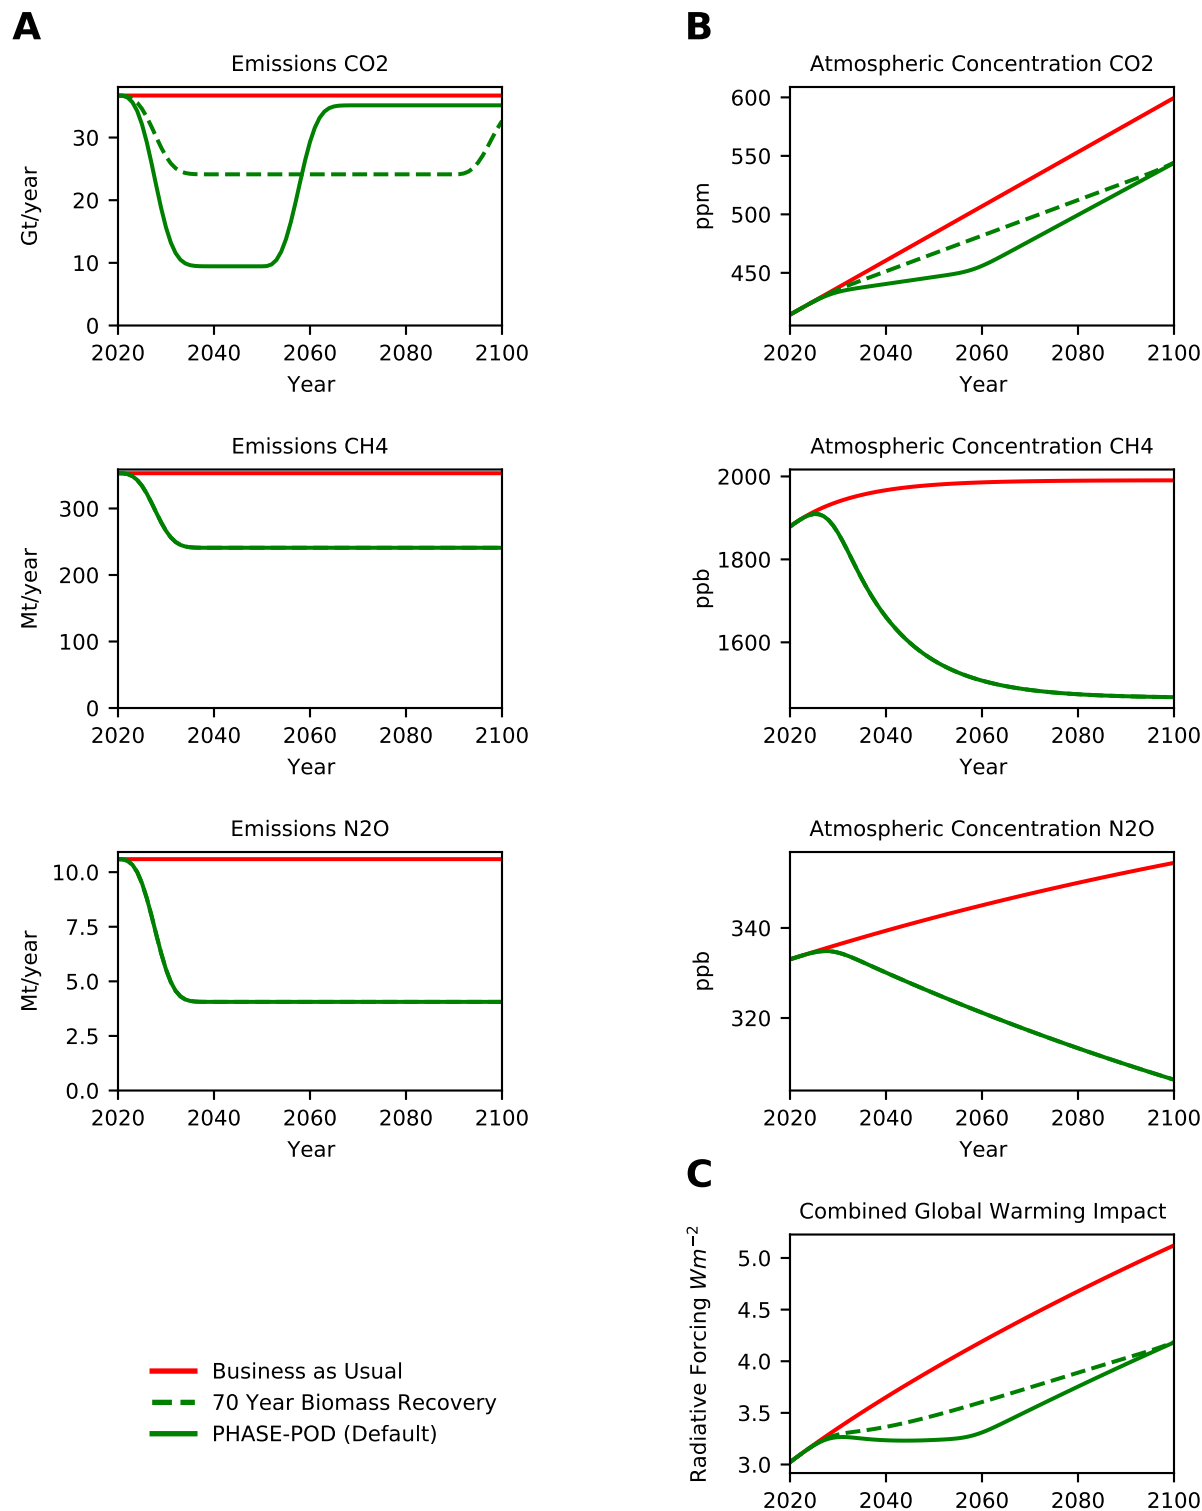 A
Emissions CO2
Gt/year
30
20
10
0
2020 2040 2060 2080 2100
Year
B
Atmospheric Concentration CO2
ppm
600
550
500
450
2020 2040 2060 2080 2100
Year
Emissions CH4
Mt/year
300
200
100
0
2020 2040 2060 2080 2100
Year
Atmospheric Concentration CH4
ppb
2000
1800
1600
2020 2040 2060 2080 2100
Year
Emissions N2O
Mt/year
10.0
7.5
5.0
2.5
0.0
2020 2040 2060 2080 2100
Year
Atmospheric Concentration N2O
ppb
340
320
2020 2040 2060 2080 2100
Year
C
Combined Global Warming Impact
Radiative Forcing Wm⁻²
5.0
4.5
4.0
3.5
3.0
2020 2040 2060 2080 2100
Business as Usual
70 Year Biomass Recovery
PHASE-POD (Default)